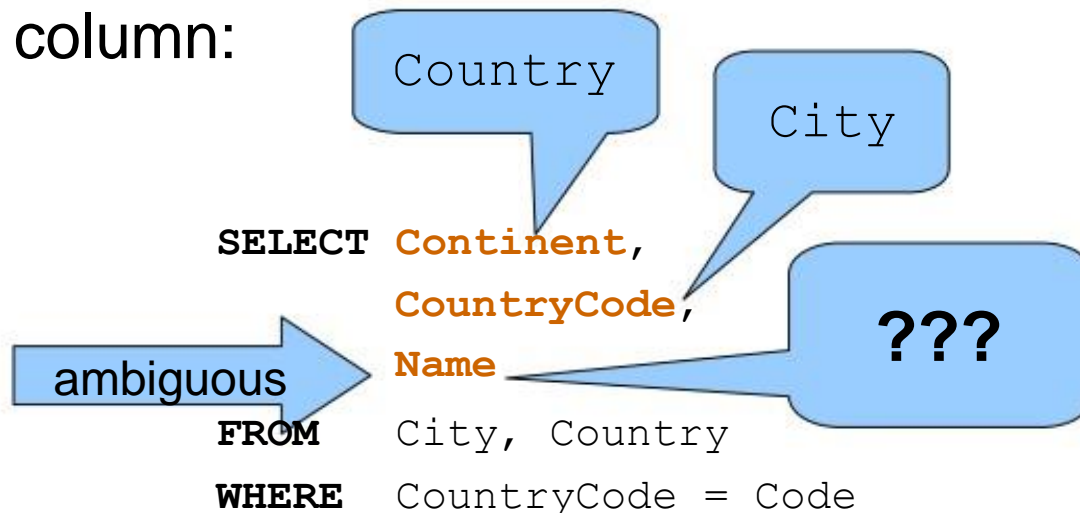 column:
Country
City
SELECT Continent,
CountryCode,
???
Name
ambiguous
FROM City, Country
WHERE CountryCode = Code